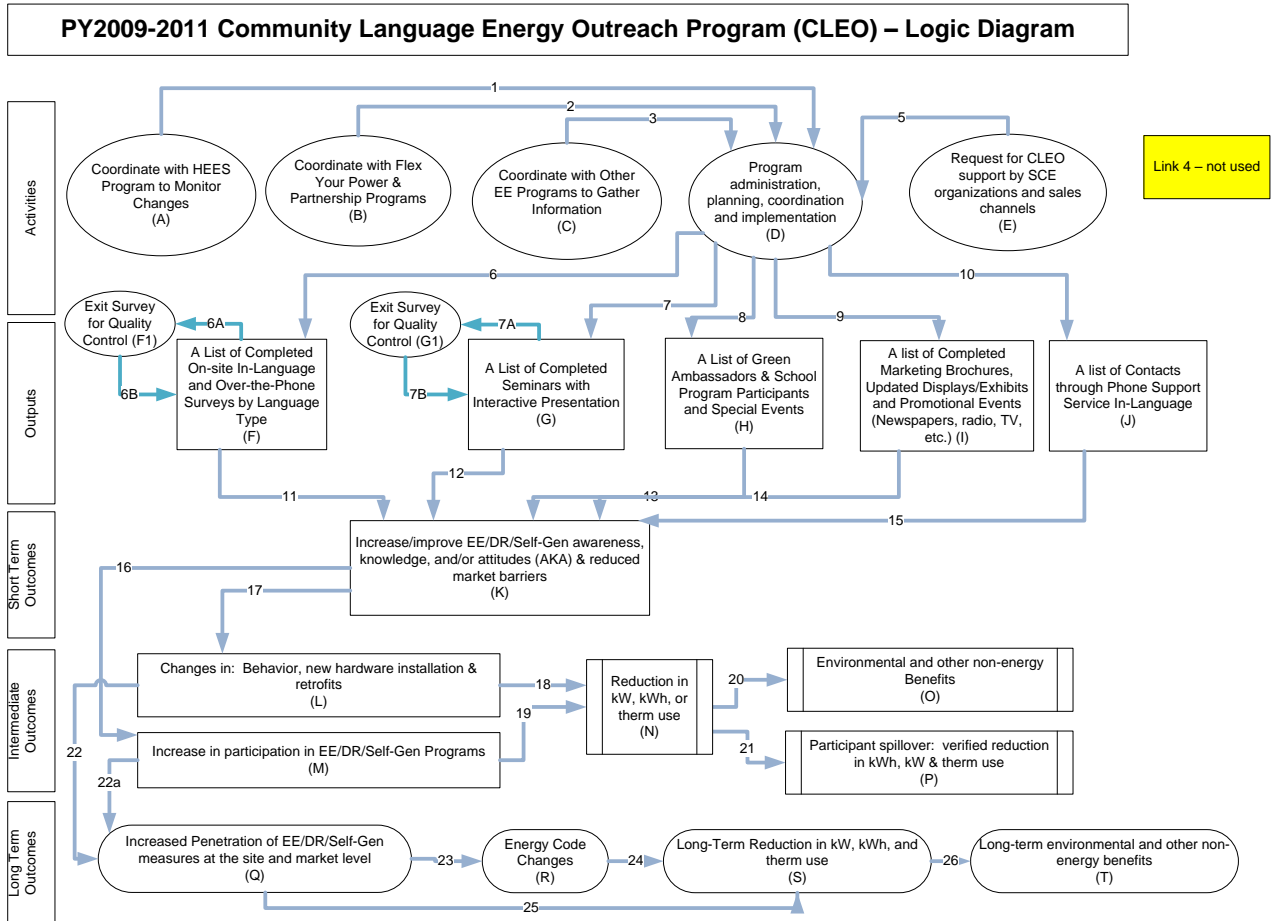 PY2009-2011 Community Language Energy Outreach Program (CLEO) – Logic Diagram
1
2
3
5
Activities
Coordinate with HEES
Program to Monitor
Changes
(A)
Coordinate with Flex
Your Power &
Partnership Programs
(B)
Coordinate with Other
EE Programs to Gather
Information
(C)
Program
administration,
planning, coordination
and implementation
(D)
Request for CLEO
support by SCE
organizations and sales
channels
(E)
Link 4 – not used
6
7
8
9
10
Outputs
Exit Survey
for Quality
Control (F1)
6A
6B
A List of Completed
On-site In-Language
and Over-the-Phone
Surveys by Language
Type
(F)
Exit Survey
for Quality
Control (G1)
7A
7B
A List of Completed
Seminars with
Interactive Presentation
(G)
A List of Green
Ambassadors & School
Program Participants
and Special Events
(H)
A list of Completed
Marketing Brochures,
Updated Displays/Exhibits
and Promotional Events
(Newspapers, radio, TV,
etc.) (I)
A list of Contacts
through Phone Support
Service In-Language
(J)
11
12
13
14
15
Short Term
Outcomes
Increase/improve EE/DR/Self-Gen awareness,
knowledge, and/or attitudes (AKA) & reduced
market barriers
(K)
16
17
Intermediate
Outcomes
Changes in:  Behavior, new hardware installation &
retrofits
(L)
18
19
Reduction in
kW, kWh, or
therm use
(N)
20
Environmental and other non-energy
Benefits
(O)
Increase in participation in EE/DR/Self-Gen Programs
(M)
21
Participant spillover:  verified reduction
in kWh, kW & therm use
(P)
22
22a
Long Term
Outcomes
Increased Penetration of EE/DR/Self-Gen
measures at the site and market level
(Q)
23
Energy Code
Changes
(R)
24
Long-Term Reduction in kW, kWh, and
therm use
(S)
26
Long-term environmental and other non-
energy benefits
(T)
25